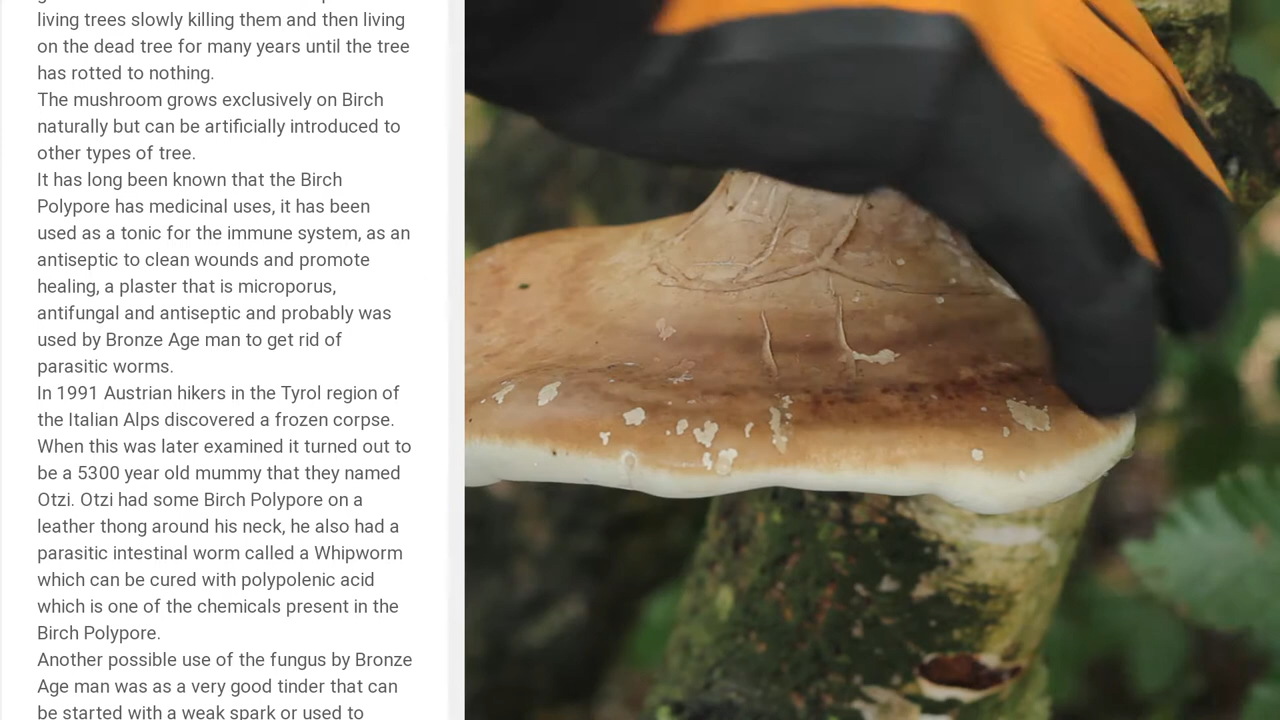 living trees slowly killing them and then living
on the dead tree for many years until the tree
has rotted to nothing.
The mushroom grows exclusively on Birch
naturally but can be artificially introduced to
other types of tree.
It has long been known that the Birch
Polypore has medicinal uses, it has been
used as a tonic for the immune system, as an
antiseptic to clean wounds and promote
healing, a plaster that is microporus,
antifungal and antiseptic and probably was
used by Bronze Age man to get rid of
parasitic worms.
In 1991 Austrian hikers in the Tyrol region of
the Italian Alps discovered a frozen corpse.
When this was later examined it turned out to
be a 5300 year old mummy that they named
Otzi. Otzi had some Birch Polypore on a
leather thong around his neck, he also had a
parasitic intestinal worm called a Whipworm
which can be cured with polypolenic acid
which is one of the chemicals present in the
Birch Polypore.
Another possible use of the fungus by Bronze
Age man was as a very good tinder that can
be started with a weak spark or used to